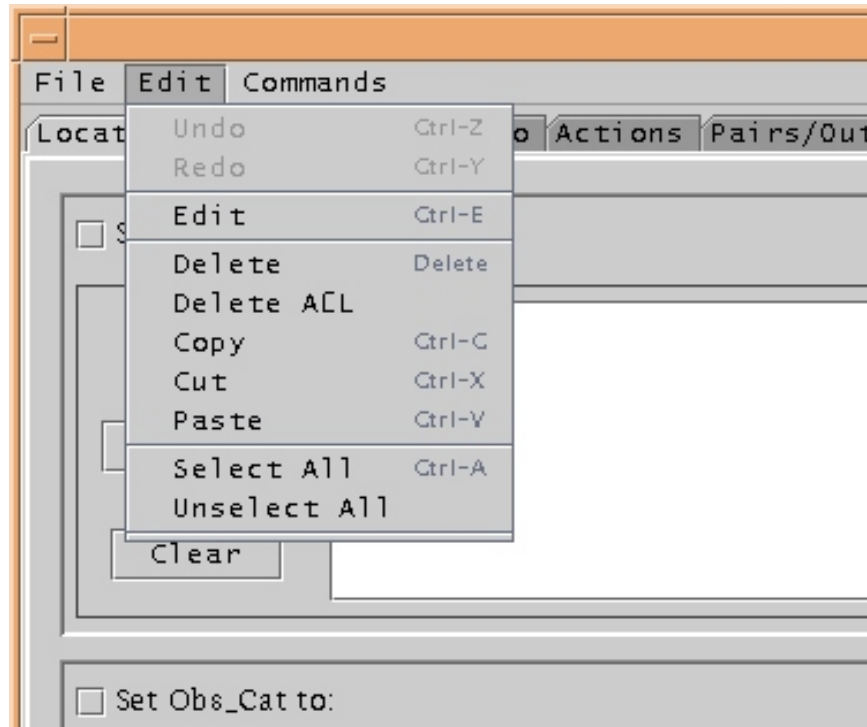 File Edit Commands
Locat
o Actions Pairs/Out
Undo Ctrl-Z
Redo Ctrl-Y
Edit Ctrl-E
S
Delete Delete
Delete ALL
Copy Ctrl-C
Cut Ctrl-X
Paste Ctrl-V
Select All Ctrl-A
Unselect All
Clear
Set Obs_Cat to: